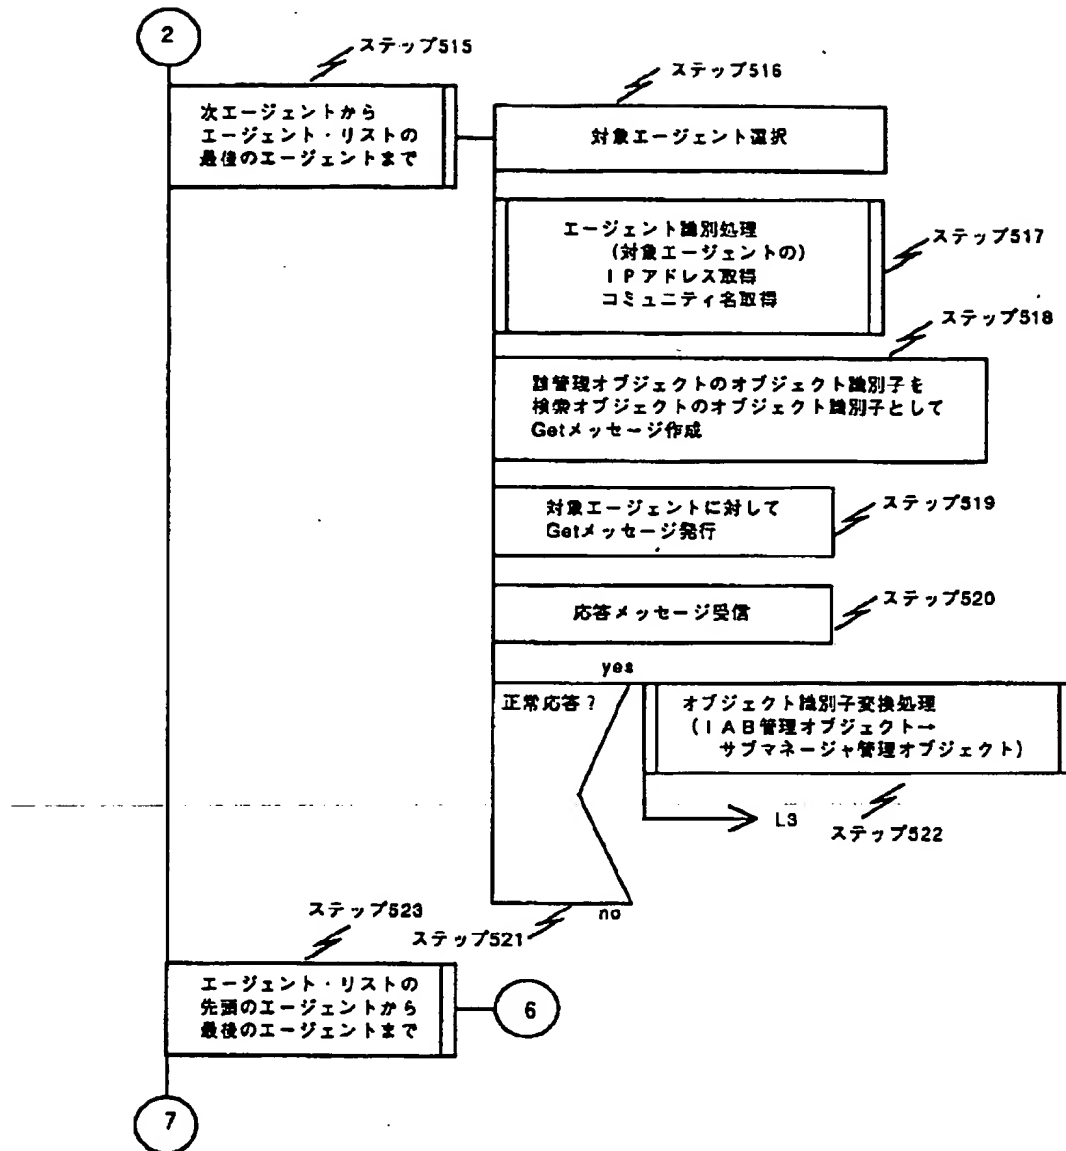 2
ステップ515
ステップ516
次エージェントから
エージェント・リストの
最後のエージェントまで
対象エージェント選択
エージェント識別処理
(対象エージェントの)
IPアドレス取得
コミュニティ名取得
ステップ517
ステップ518
該管理オブジェクトのオブジェクト識別子を
検索オブジェクトのオブジェクト識別子として
Getメッセージ作成
対象エージェントに対して
Getメッセージ発行
ステップ519
応答メッセージ受信
ステップ520
yes
正常応答?
オブジェクト識別子変換処理
(IAB管理オブジェクト→
サブマネージャ管理オブジェクト)
L3
ステップ522
no
ステップ521
ステップ523
エージェント・リストの
先頭のエージェントから
最後のエージェントまで
6
7